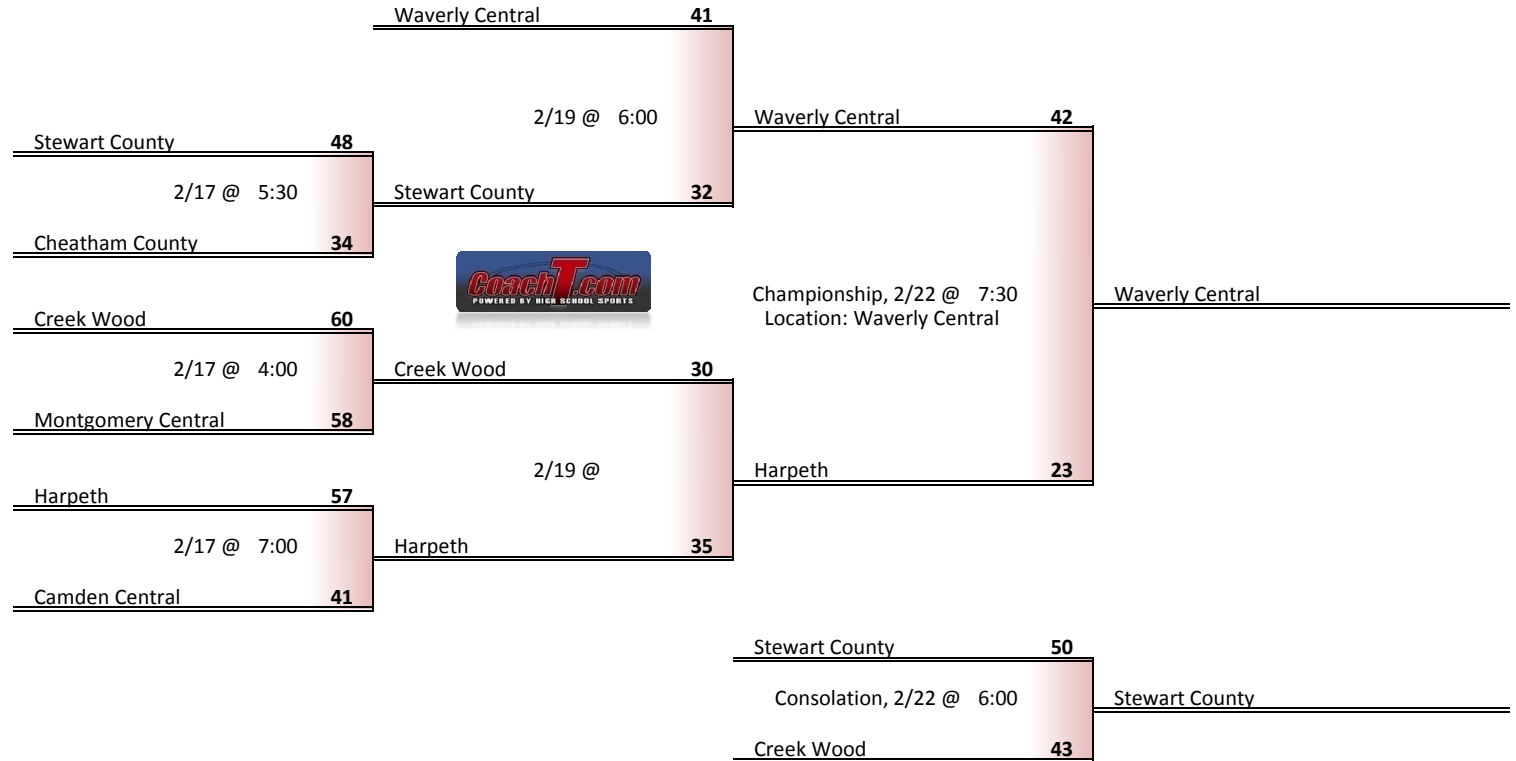 Waverly Central 41
2/19 @ 6:00
Waverly Central 42
Stewart County 48
2/17 @ 5:30
Stewart County 32
Cheatham County 34
CoachT.com
POWERED BY HIGH SCHOOL SPORTS
Championship, 2/22 @ 7:30
Location: Waverly Central
Waverly Central
Creek Wood 60
2/17 @ 4:00
Creek Wood 30
Montgomery Central 58
2/19 @
Harpeth 23
Harpeth 57
2/17 @ 7:00
Harpeth 35
Camden Central 41
Stewart County 50
Consolation, 2/22 @ 6:00
Stewart County
Creek Wood 43